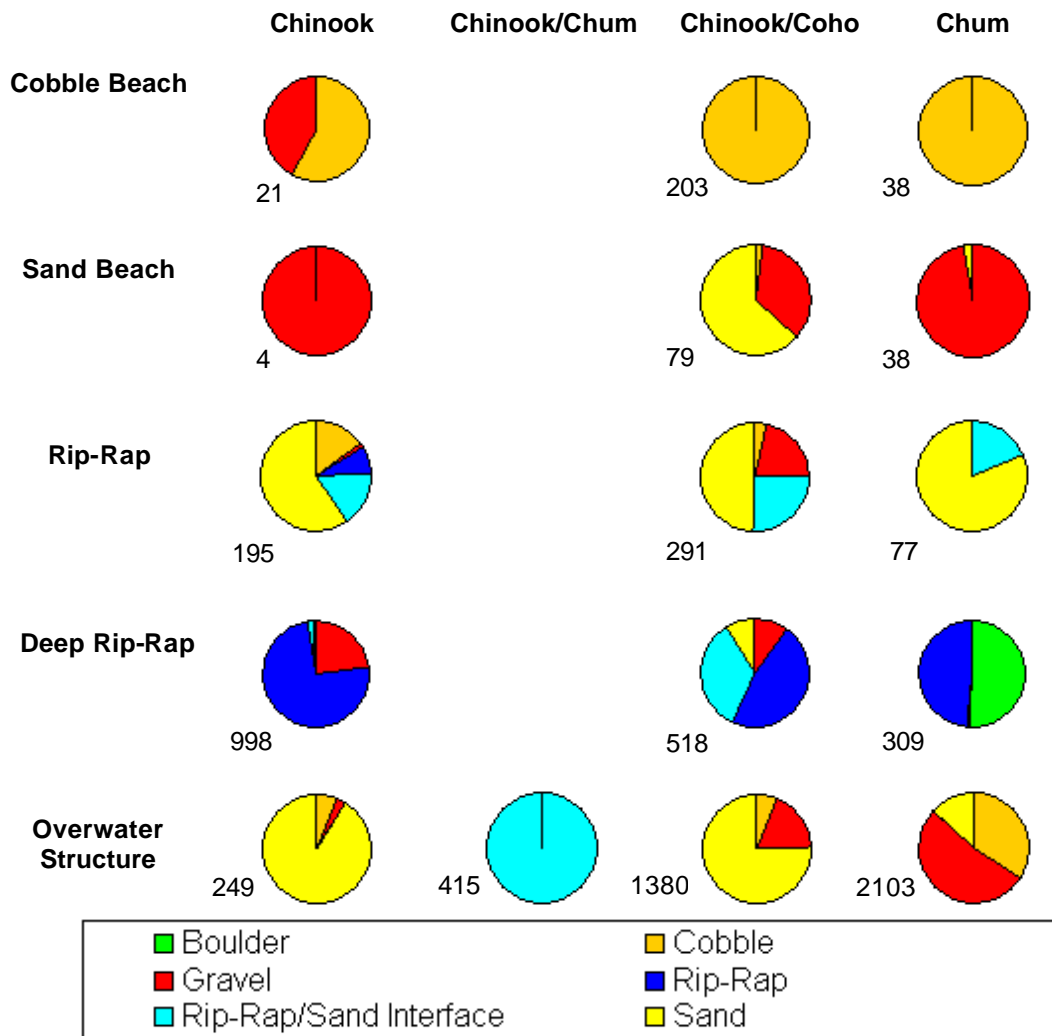 Chinook Chinook/Chum Chinook/Coho Chum
Cobble Beach
21 203 38
Sand Beach
4 79 38
Rip-Rap
195 291 77
Deep Rip-Rap
998 518 309
Overwater
Structure
249 415 1380 2103
Boulder Cobble
Gravel Rip-Rap
Rip-Rap/Sand Interface Sand